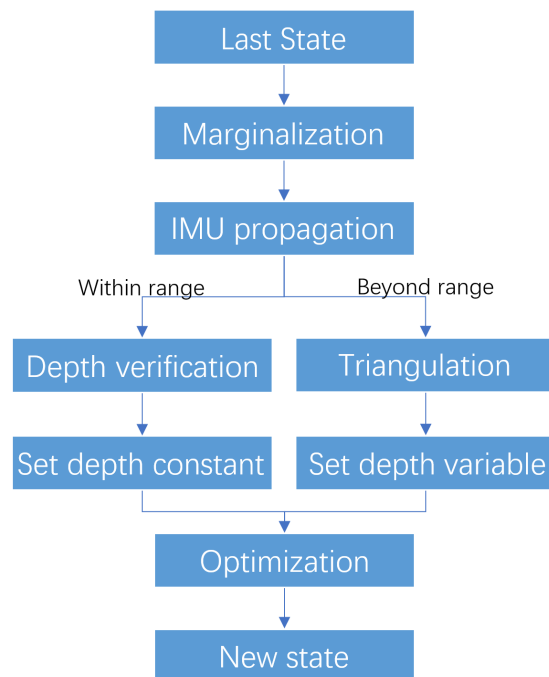 Last State
Marginalization
IMU propagation
Within range
Beyond range
Depth verification
Triangulation
Set depth constant
Set depth variable
Optimization
New state